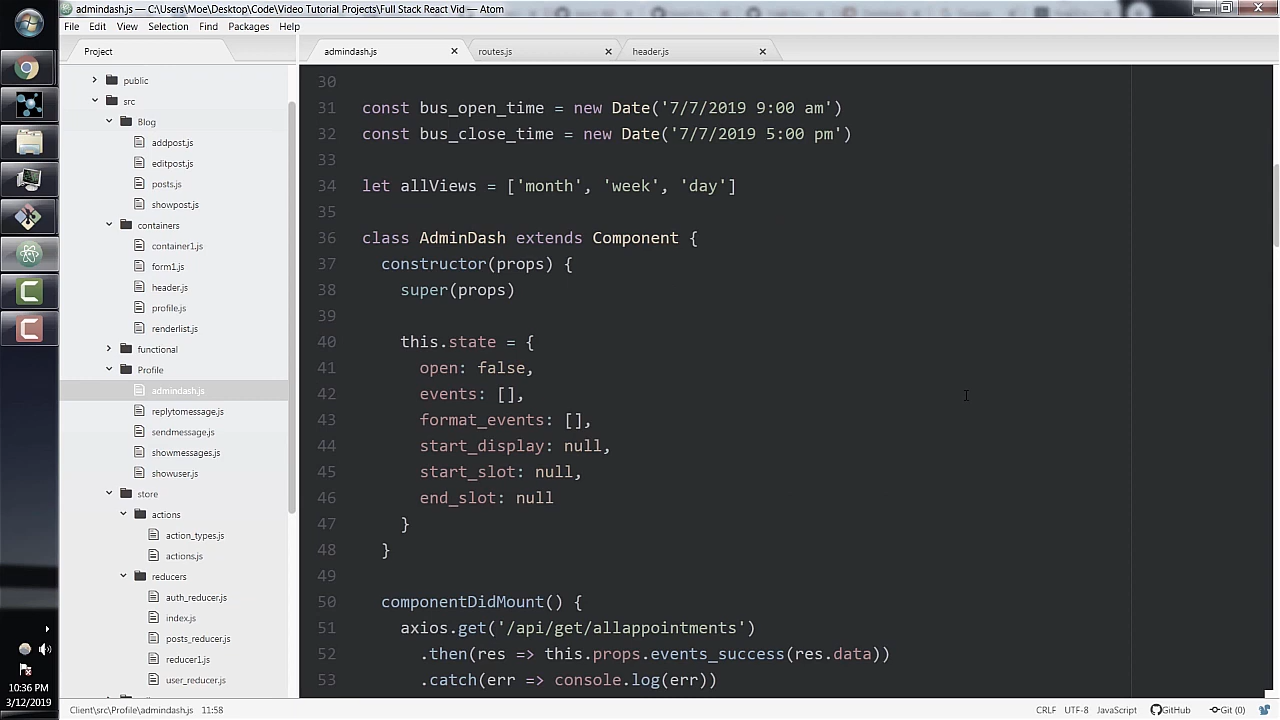 admindash.js — C:\Users\Moe\Desktop\Code\Video Tutorial Projects\Full Stack React Vid — Atom
File Edit View Selection Find Packages Help
Project
admindash.js
routes.js
header.js
public
src
Blog
addpost.js
editpost.js
posts.js
showpost.js
containers
container1.js
form1.js
header.js
profile.js
renderlist.js
functional
Profile
admindash.js
replytomessage.js
sendmessage.js
showmessages.js
showuser.js
store
actions
action_types.js
actions.js
reducers
auth_reducer.js
index.js
posts_reducer.js
reducer1.js
user_reducer.js
30
31 const bus_open_time = new Date('7/7/2019 9:00 am')
32 const bus_close_time = new Date('7/7/2019 5:00 pm')
33
34 let allViews = ['month', 'week', 'day']
35
36 class AdminDash extends Component {
37 constructor(props) {
38 super(props)
39
40 this.state = {
41 open: false,
42 events: [],
43 format_events: [],
44 start_display: null,
45 start_slot: null,
46 end_slot: null
47 }
48 }
49
50 componentDidMount() {
51 axios.get('/api/get/allappointments')
52 .then(res => this.props.events_success(res.data))
53 .catch(err => console.log(err))
10:36 PM
3/12/2019
Client\src\Profile\admindash.js 11:58
CRLF UTF-8 JavaScript GitHub Git (0)